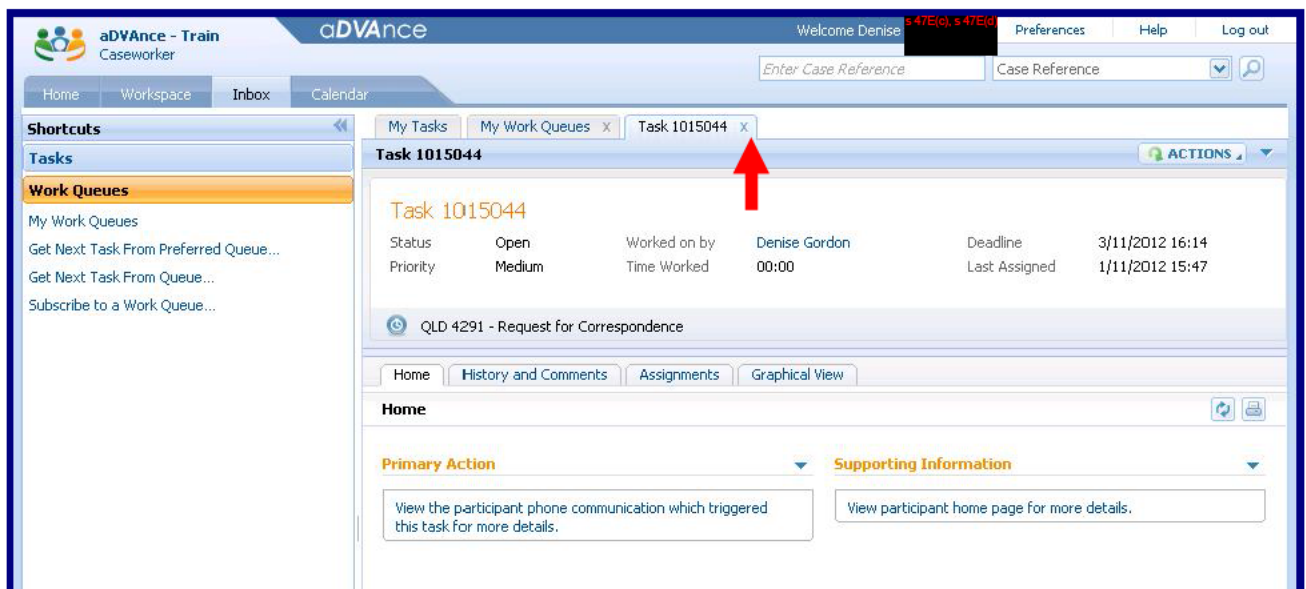 aDVAnce - Train
Caseworker
aDVAnce
Welcome Denise
s 47E(c), s 47E(d)
Preferences
Help
Log out
Enter Case Reference
Case Reference
Home
Workspace
Inbox
Calendar
Shortcuts
Tasks
Work Queues
My Work Queues
Get Next Task From Preferred Queue...
Get Next Task From Queue...
Subscribe to a Work Queue...
My Tasks
My Work Queues X
Task 1015044 X
Task 1015044
ACTIONS
Task 1015044
Status Open Worked on by Denise Gordon Deadline 3/11/2012 16:14
Priority Medium Time Worked 00:00 Last Assigned 1/11/2012 15:47
QLD 4291 - Request for Correspondence
Home
History and Comments
Assignments
Graphical View
Home
Primary Action
View the participant phone communication which triggered
this task for more details.
Supporting Information
View participant home page for more details.